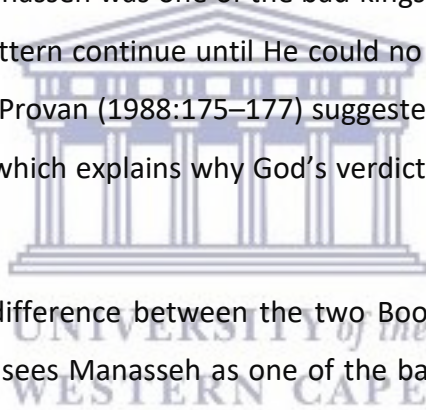 nassen was one of the bad kings
ttern continue until He could no
Provan (1988:175–177) suggeste
which explains why God's verdict
difference between the two Boo
UNIVERSITY of the
sees Manasseh as one of the ba
WESTERN CAPE